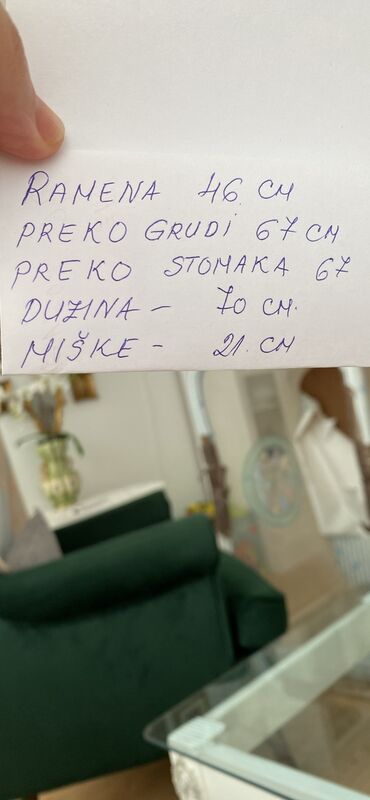 RAMENA 46 CM
PREKO GRUDI 67 CM
PREKO STOMAKA 67
DUŽINA - 70 CM.
MIŠKE - 21. CM